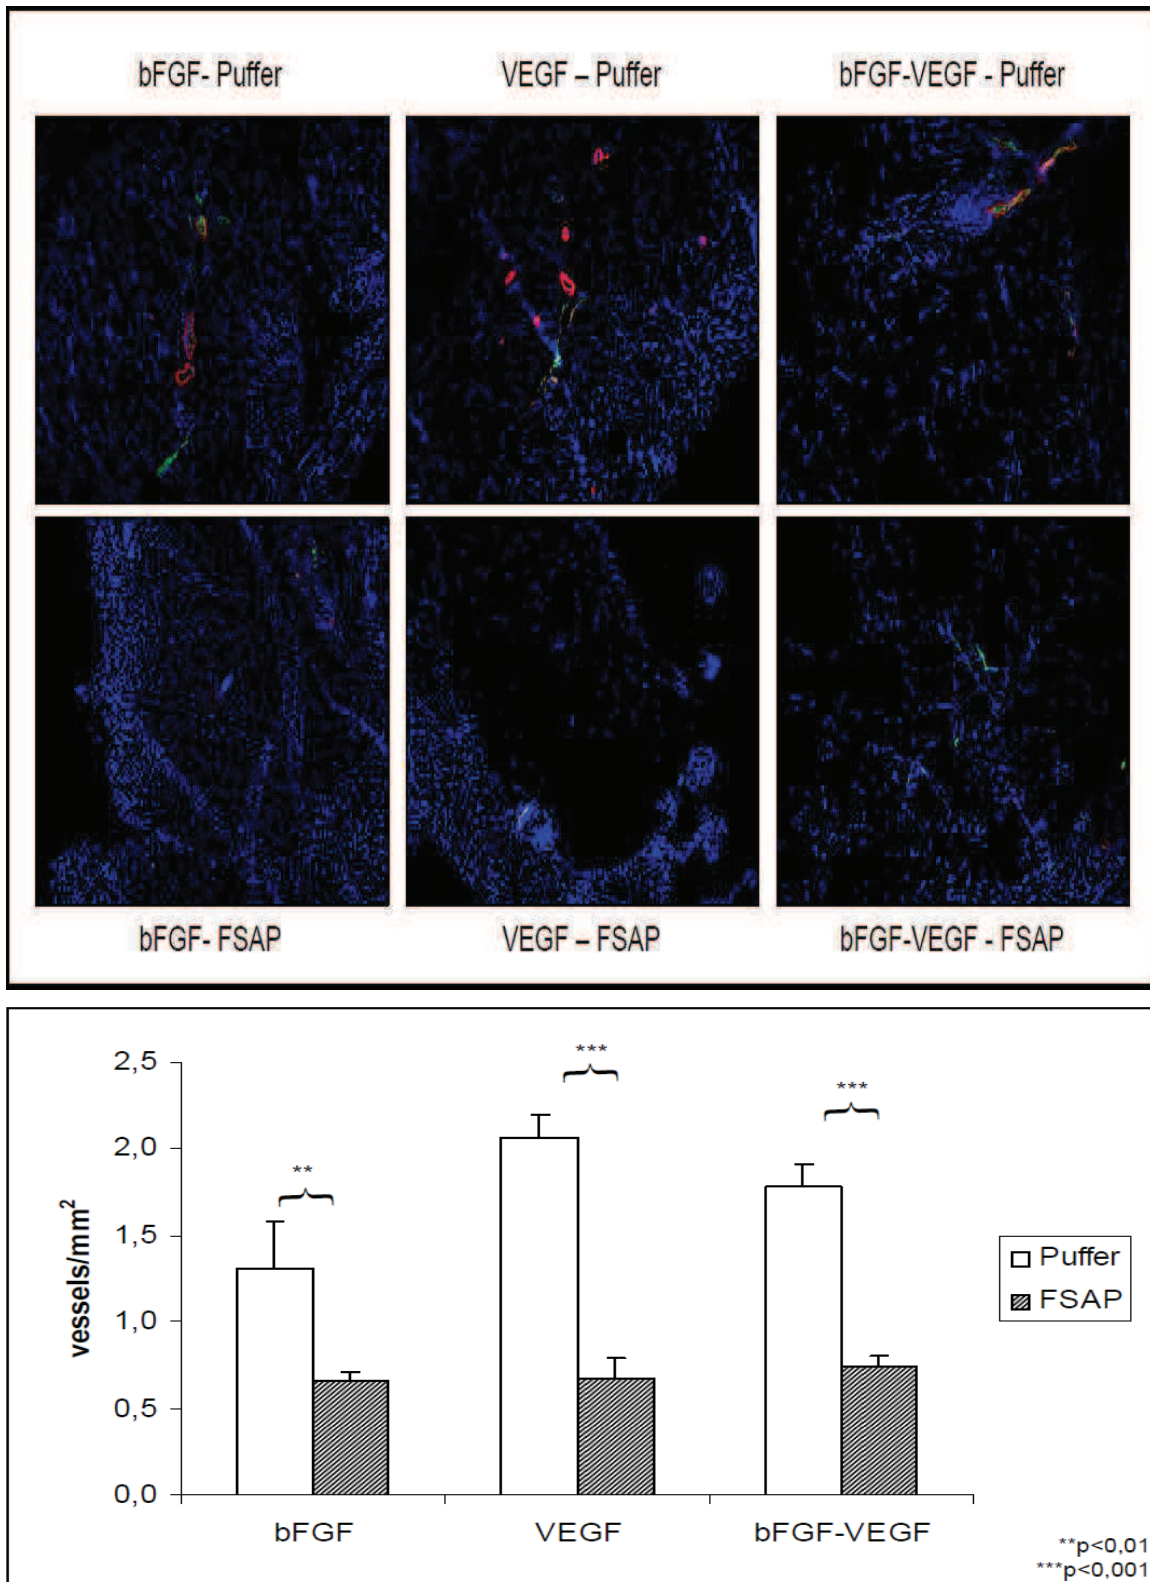 bFGF- Puffer
VEGF – Puffer
bFGF-VEGF - Puffer
bFGF- FSAP
VEGF – FSAP
bFGF-VEGF - FSAP
2,5
2,0
1,5
1,0
0,5
0,0
vessels/mm²
**
***
***
bFGF
VEGF
bFGF-VEGF
Puffer
FSAP
**p<0,01
***p<0,001